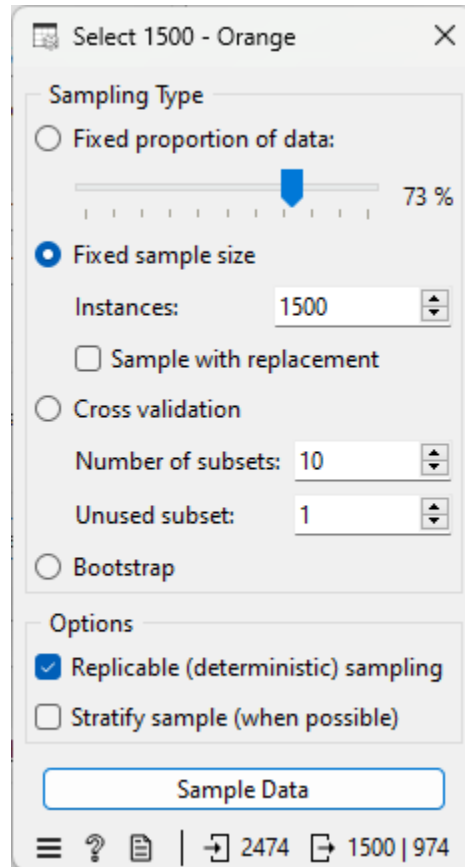 Select 1500 - Orange
Sampling Type
Fixed proportion of data:
73 %
Fixed sample size
Instances: 1500
Sample with replacement
Cross validation
Number of subsets: 10
Unused subset: 1
Bootstrap
Options
Replicable (deterministic) sampling
Stratify sample (when possible)
Sample Data
? | 2474 1500 | 974